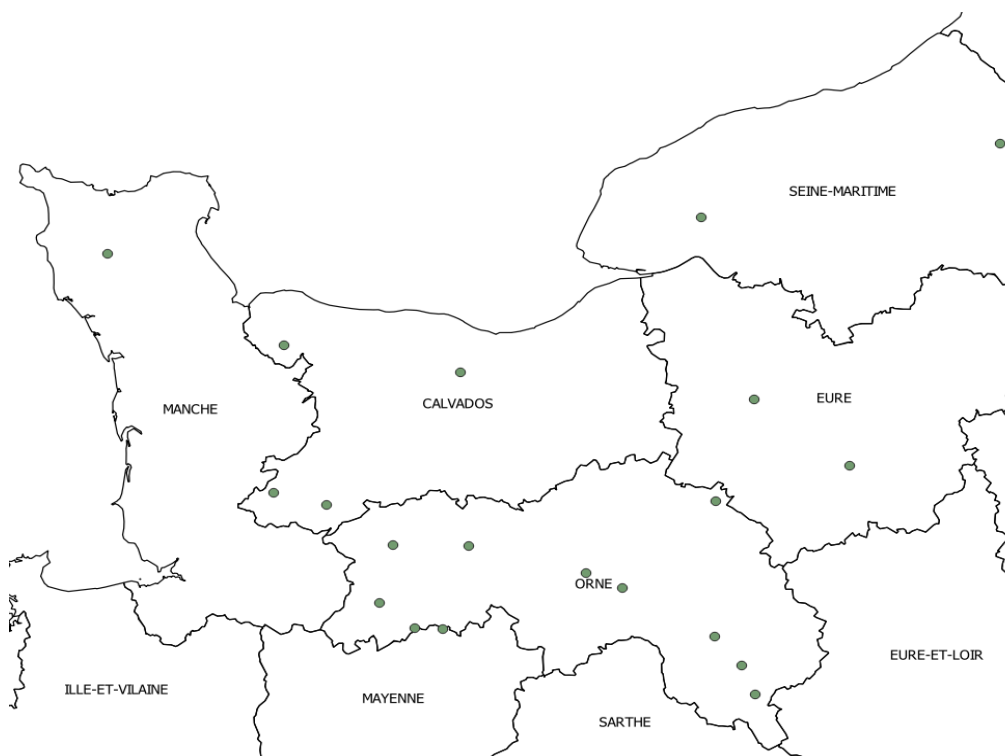 SEINE-MARITIME
EURE
CALVADOS
MANCHE
ORNE
EURE-ET-LOIR
ILLE-ET-VILAINE
MAYENNE
SARTHE